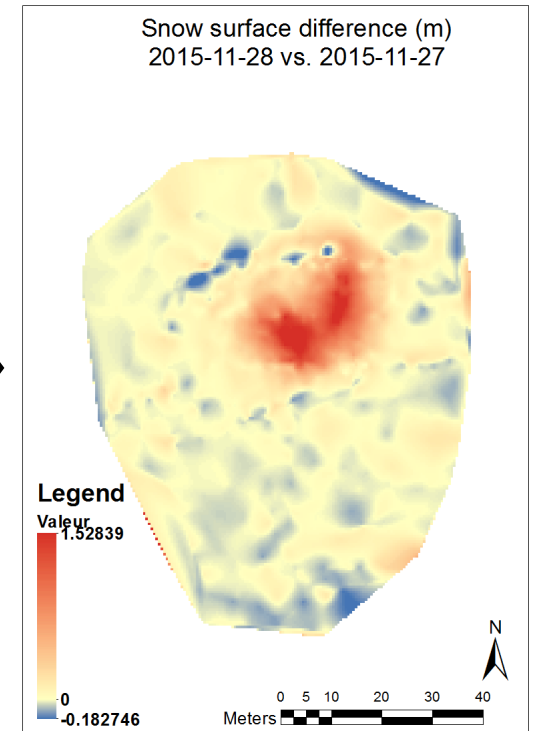 Snow surface difference (m)
2015-11-28 vs. 2015-11-27
Legend
Valeur
1.52839
0
-0.182746
N
0 5 10 20 30 40
Meters